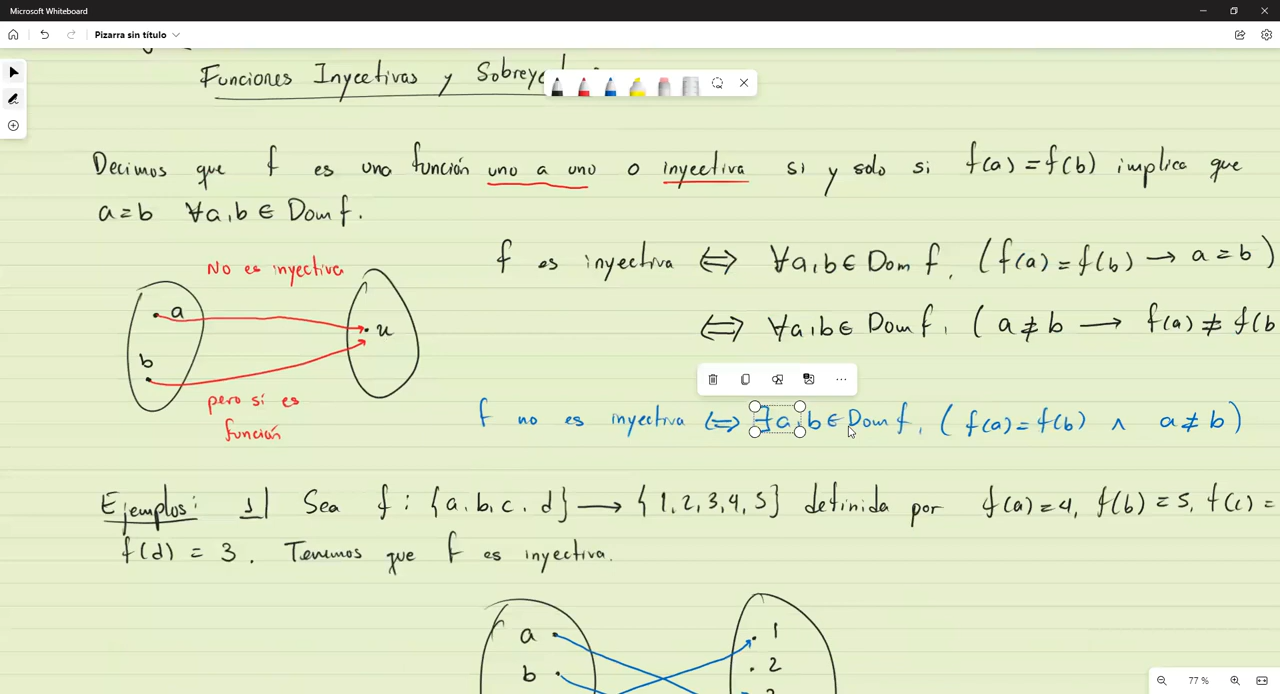 Microsoft Whiteboard
Pizarra sin título
Funciones Inyectivas y
Decimos que f es una función uno a uno o inyectiva si y solo si f(a) = f(b) implica que
a = b ∀a,b ∈ Dom f.
No es inyectiva
f es inyectiva ⟺ ∀a,b ∈ Dom f, (f(a) = f(b) → a = b)
a
u
⟺ ∀a,b ∈ Dom f, (a ≠ b → f(a) ≠ f(b
b
pero sí es
función
f no es inyectiva ⟺ ∃a,b ∈ Dom f, (f(a) = f(b) ∧ a ≠ b)
Ejemplos: 1] Sea f : {a, b, c, d} → {1, 2, 3, 4, 5} definida por f(a) = 4, f(b) = 5, f(c) =
f(d) = 3. Tenemos que f es inyectiva.
a
1
b
2
77 %